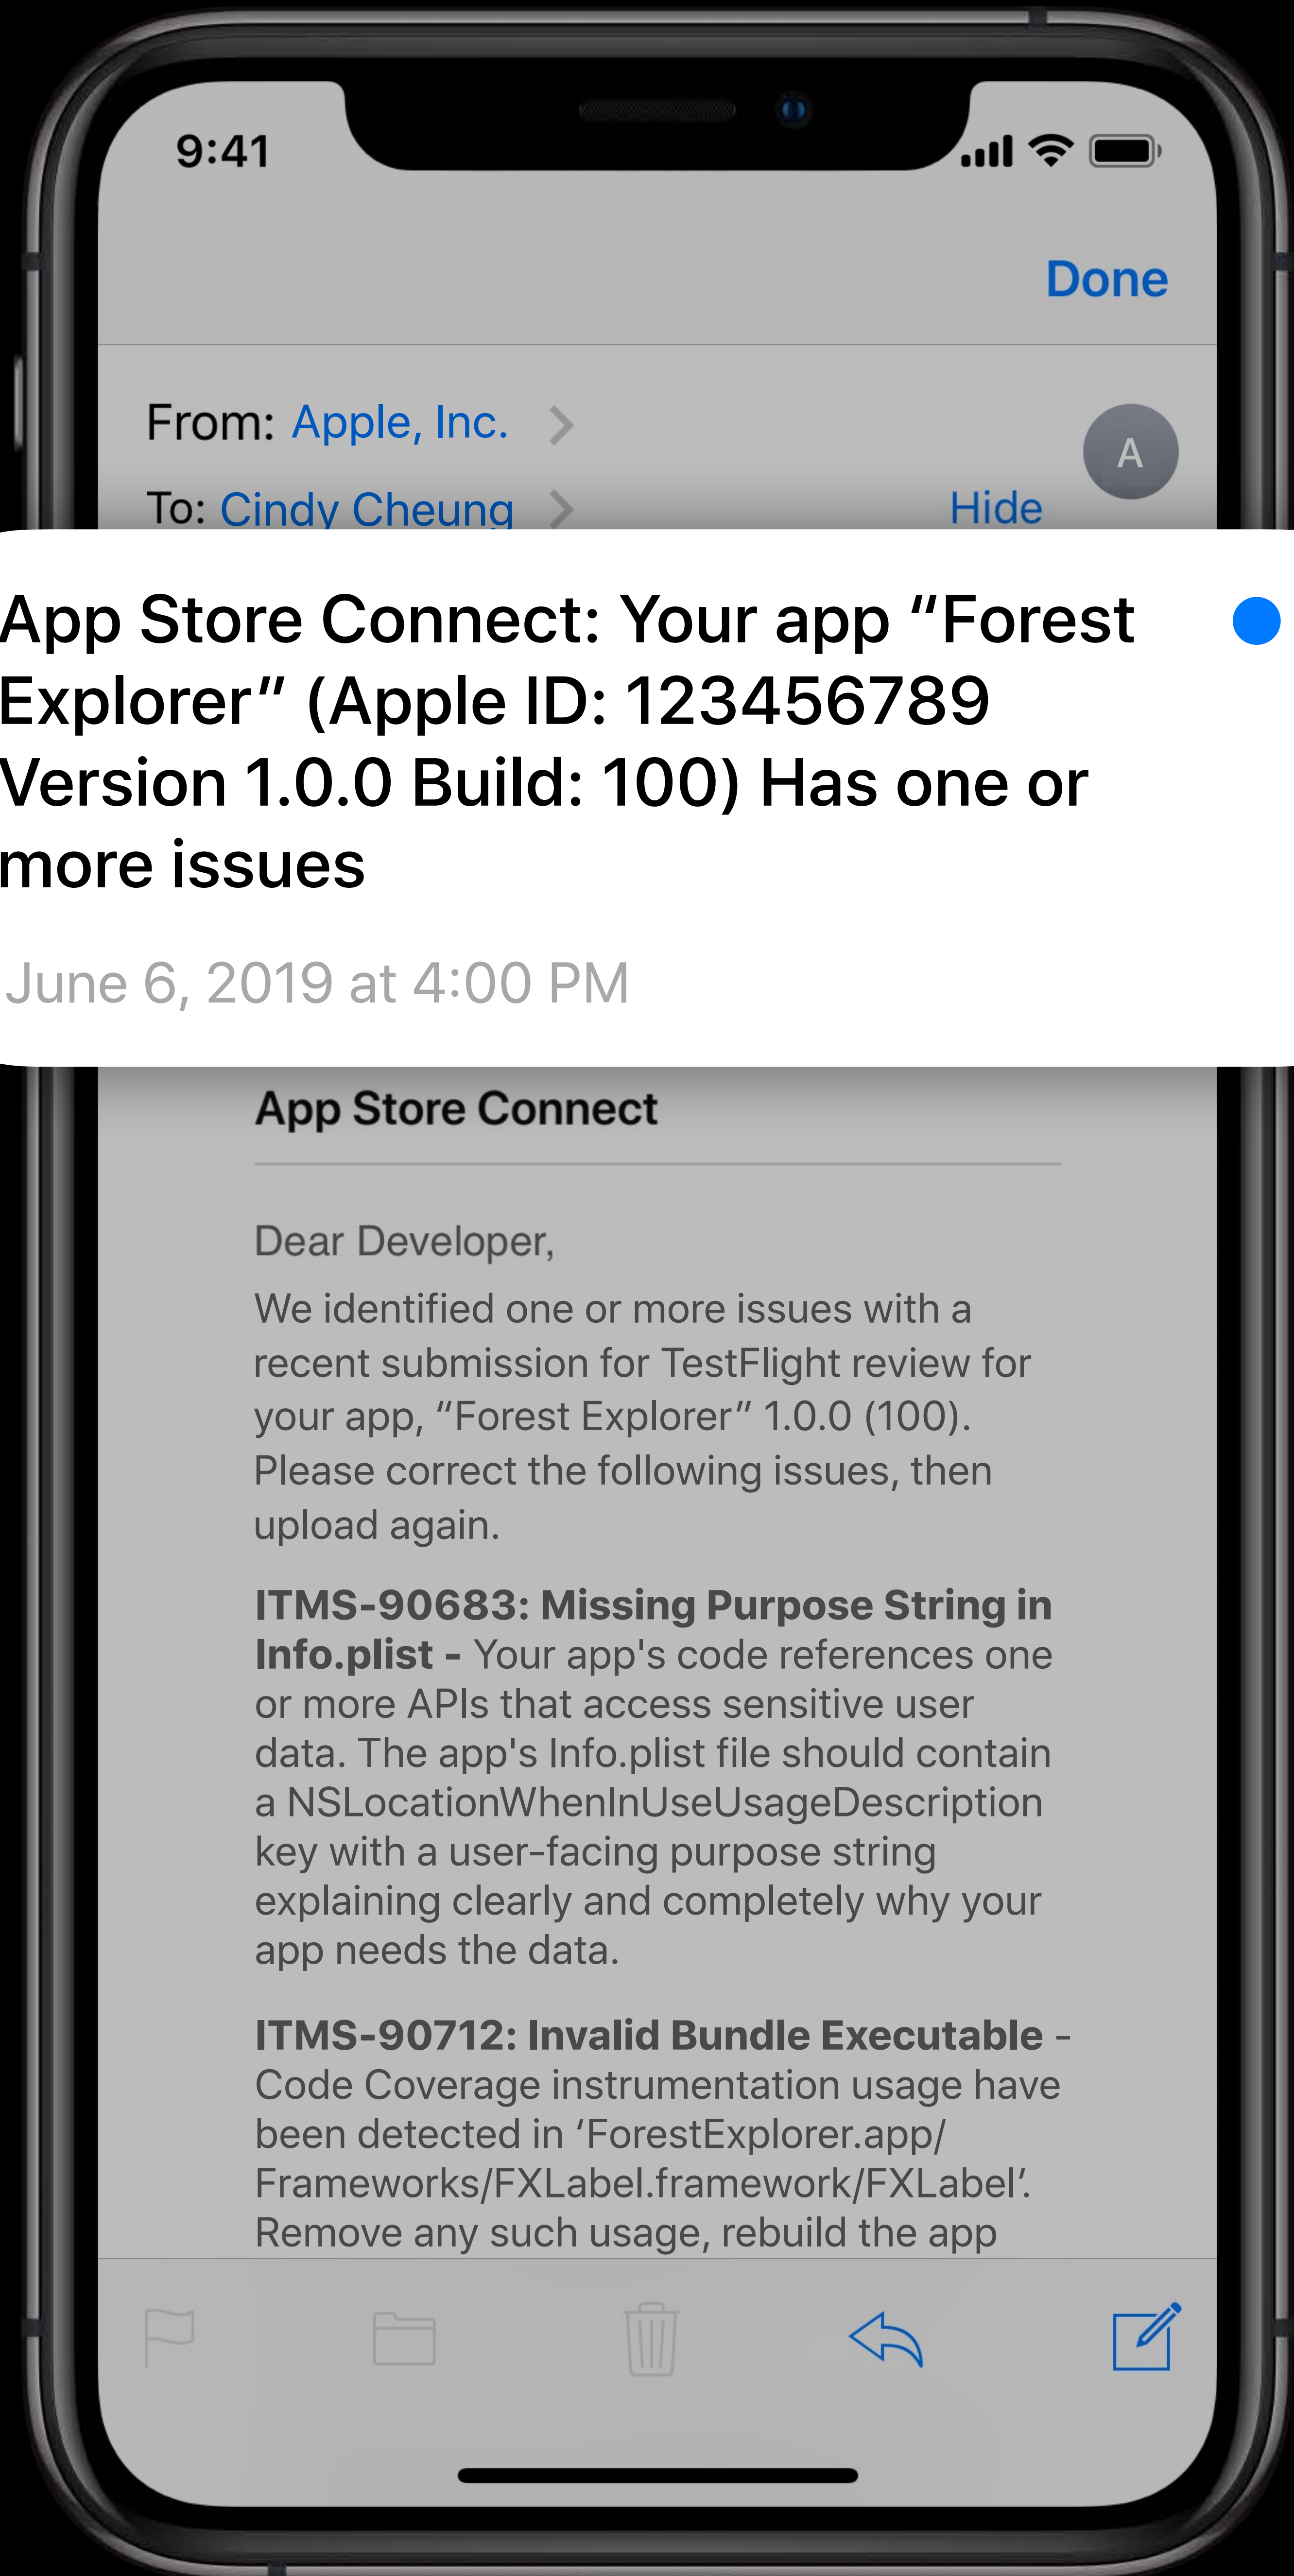 9:41
Done
From: Apple, Inc.
A
To: Cindy Cheung
Hide
App Store Connect: Your app “Forest
Explorer” (Apple ID: 123456789
Version 1.0.0 Build: 100) Has one or
more issues
June 6, 2019 at 4:00 PM
App Store Connect
Dear Developer,
We identified one or more issues with a
recent submission for TestFlight review for
your app, “Forest Explorer” 1.0.0 (100).
Please correct the following issues, then
upload again.
ITMS-90683: Missing Purpose String in
Info.plist - Your app's code references one
or more APIs that access sensitive user
data. The app's Info.plist file should contain
a NSLocationWhenInUseUsageDescription
key with a user-facing purpose string
explaining clearly and completely why your
app needs the data.
ITMS-90712: Invalid Bundle Executable -
Code Coverage instrumentation usage have
been detected in ‘ForestExplorer.app/
Frameworks/FXLabel.framework/FXLabel’.
Remove any such usage, rebuild the app